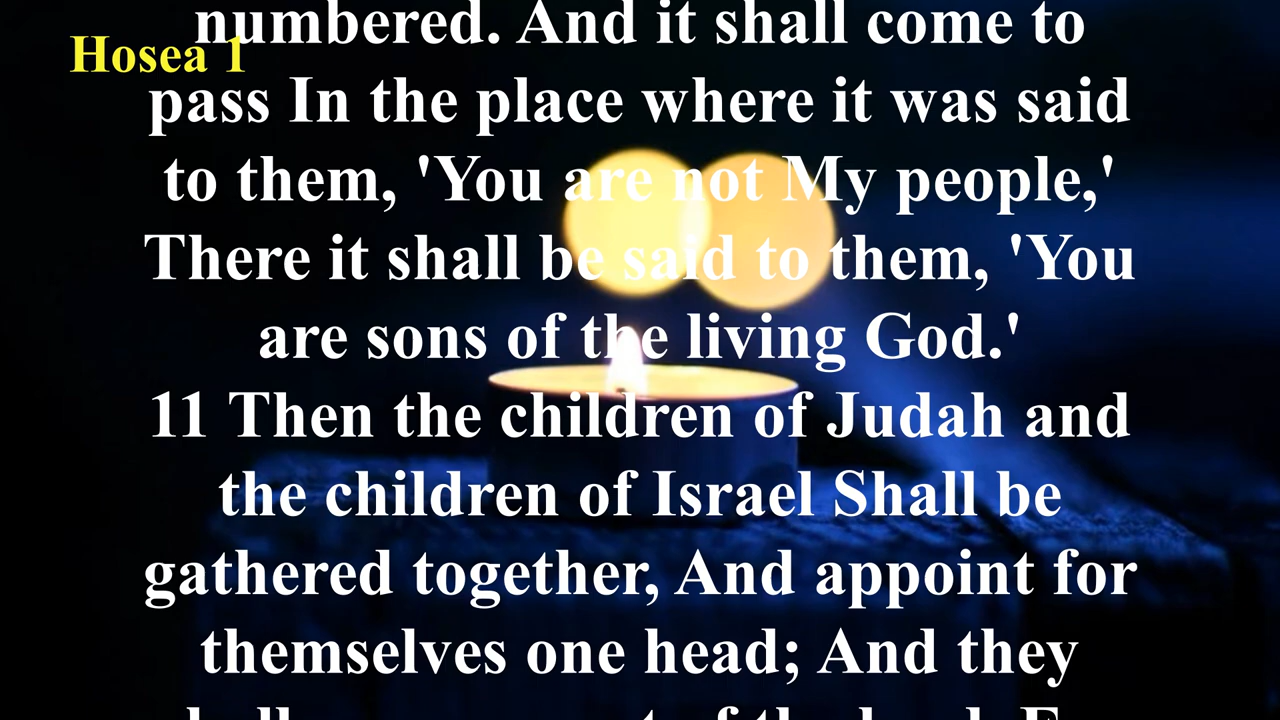 numbered. And it shall come to
Hosea 1
pass In the place where it was said
to them, 'You are not My people,'
There it shall be said to them, 'You
are sons of the living God.'
11 Then the children of Judah and
the children of Israel Shall be
gathered together, And appoint for
themselves one head; And they